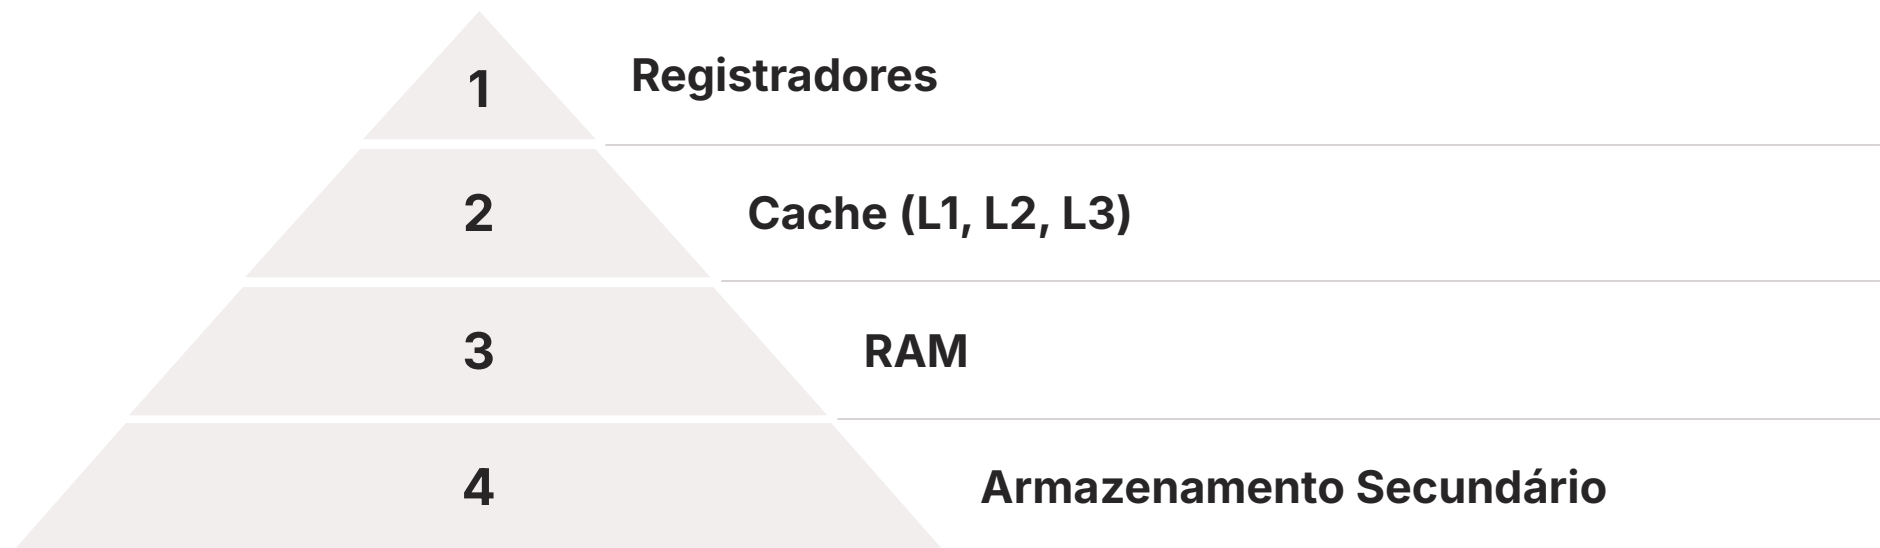 1 Registradores
2 Cache (L1, L2, L3)
3 RAM
4 Armazenamento Secundário